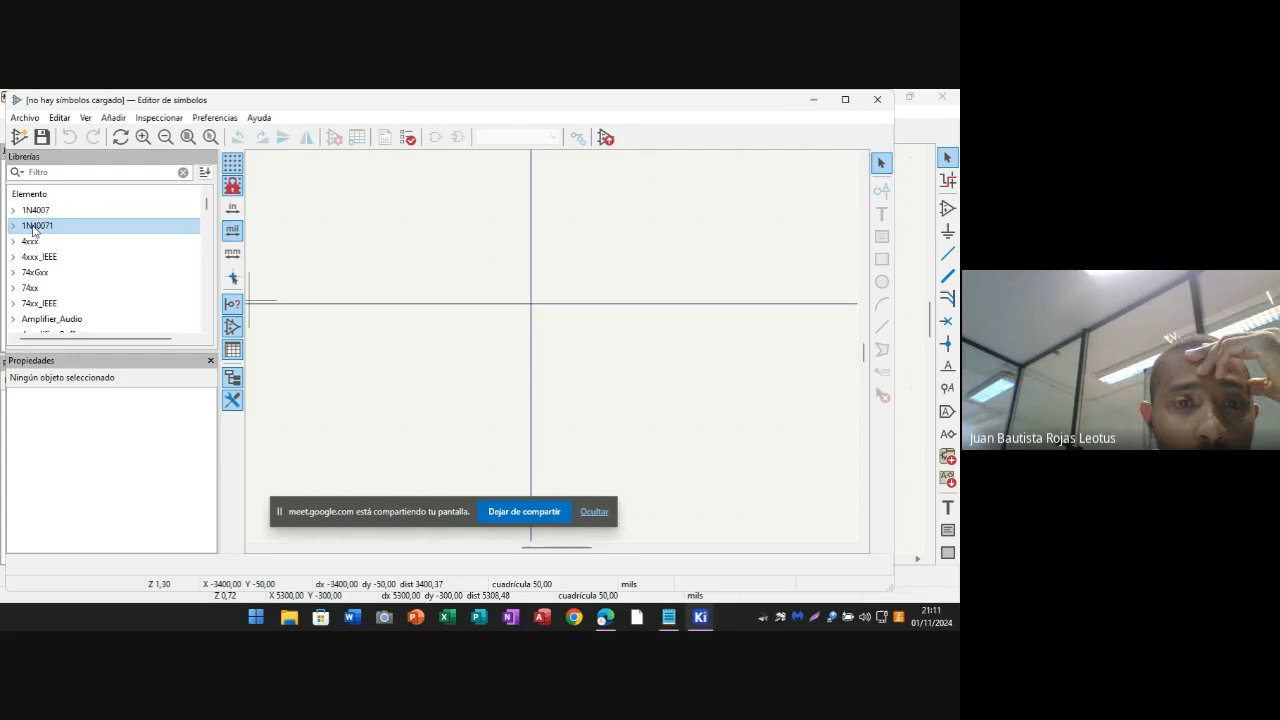 [no hay símbolos cargado] — Editor de símbolos
Archivo Editar Ver Añadir Inspeccionar Preferencias Ayuda
Librerías
Filtro
Elemento
1N4007
1N40071
4xxx
4xxx_IEEE
74xGxx
74xx
74xx_IEEE
Amplifier_Audio
in
mil
mm
Propiedades
Ningún objeto seleccionado
meet.google.com está compartiendo tu pantalla.
Dejar de compartir
Ocultar
Juan Bautista Rojas Leotus
Z 1,30 X -3400,00 Y -50,00 dx -3400,00 dy -50,00 dist 3400,37 cuadrícula 50,00 mils
Z 0,72 X 5300,00 Y -300,00 dx 5300,00 dy -300,00 dist 5308,48 cuadrícula 50,00 mils
Ki
21:11
01/11/2024